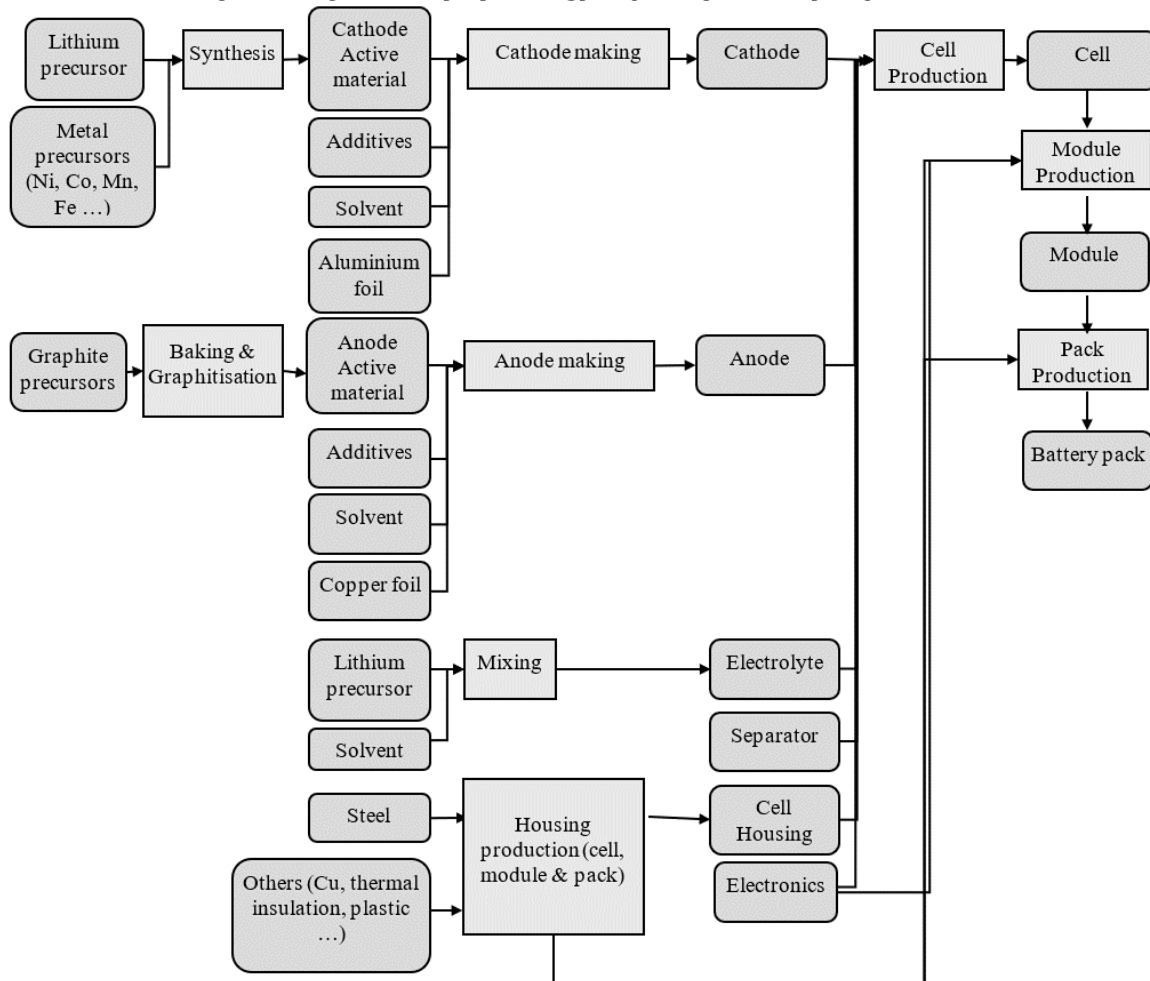 Lithium
precursor
Synthesis
Cathode
Active
material
Cathode making
Cathode
Cell
Production
Cell
Metal
precursors
(Ni, Co, Mn,
Fe ...)
Additives
Solvent
Aluminium
foil
Module
Production
Module
Graphite
precursors
Baking &
Graphitisation
Anode
Active
material
Anode making
Anode
Pack
Production
Additives
Battery pack
Solvent
Copper foil
Lithium
precursor
Mixing
Electrolyte
Solvent
Separator
Steel
Housing
production (cell,
module & pack)
Cell
Housing
Others (Cu, thermal
insulation, plastic
...)
Electronics